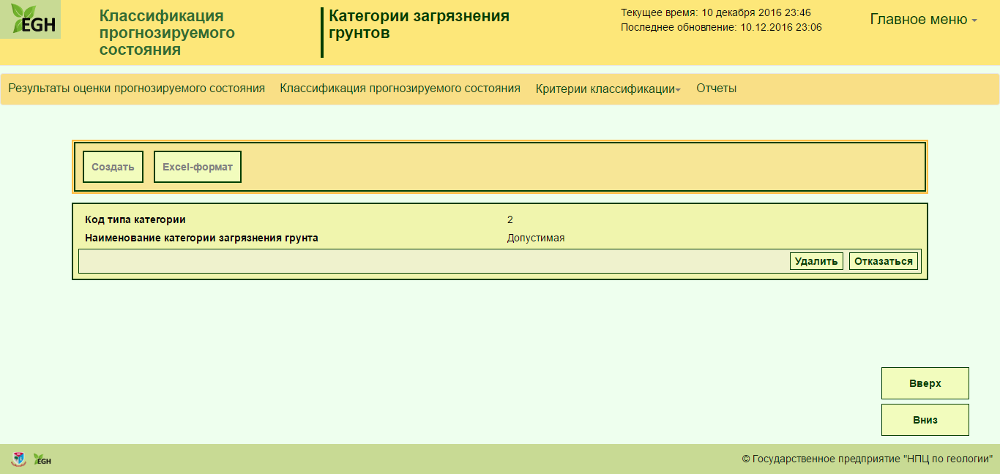 EGH
Классификация
прогнозируемого
состояния
Категории загрязнения
грунтов
Текущее время: 10 декабря 2016 23:46
Последнее обновление: 10.12.2016 23:06
Главное меню
Результаты оценки прогнозируемого состояния Классификация прогнозируемого состояния Критерии классификации Отчеты
Создать Excel-формат
Код типа категории 2
Наименование категории загрязнения грунта Допустимая
Удалить Отказаться
Вверх
Вниз
EGH © Государственное предприятие "НПЦ по геологии"